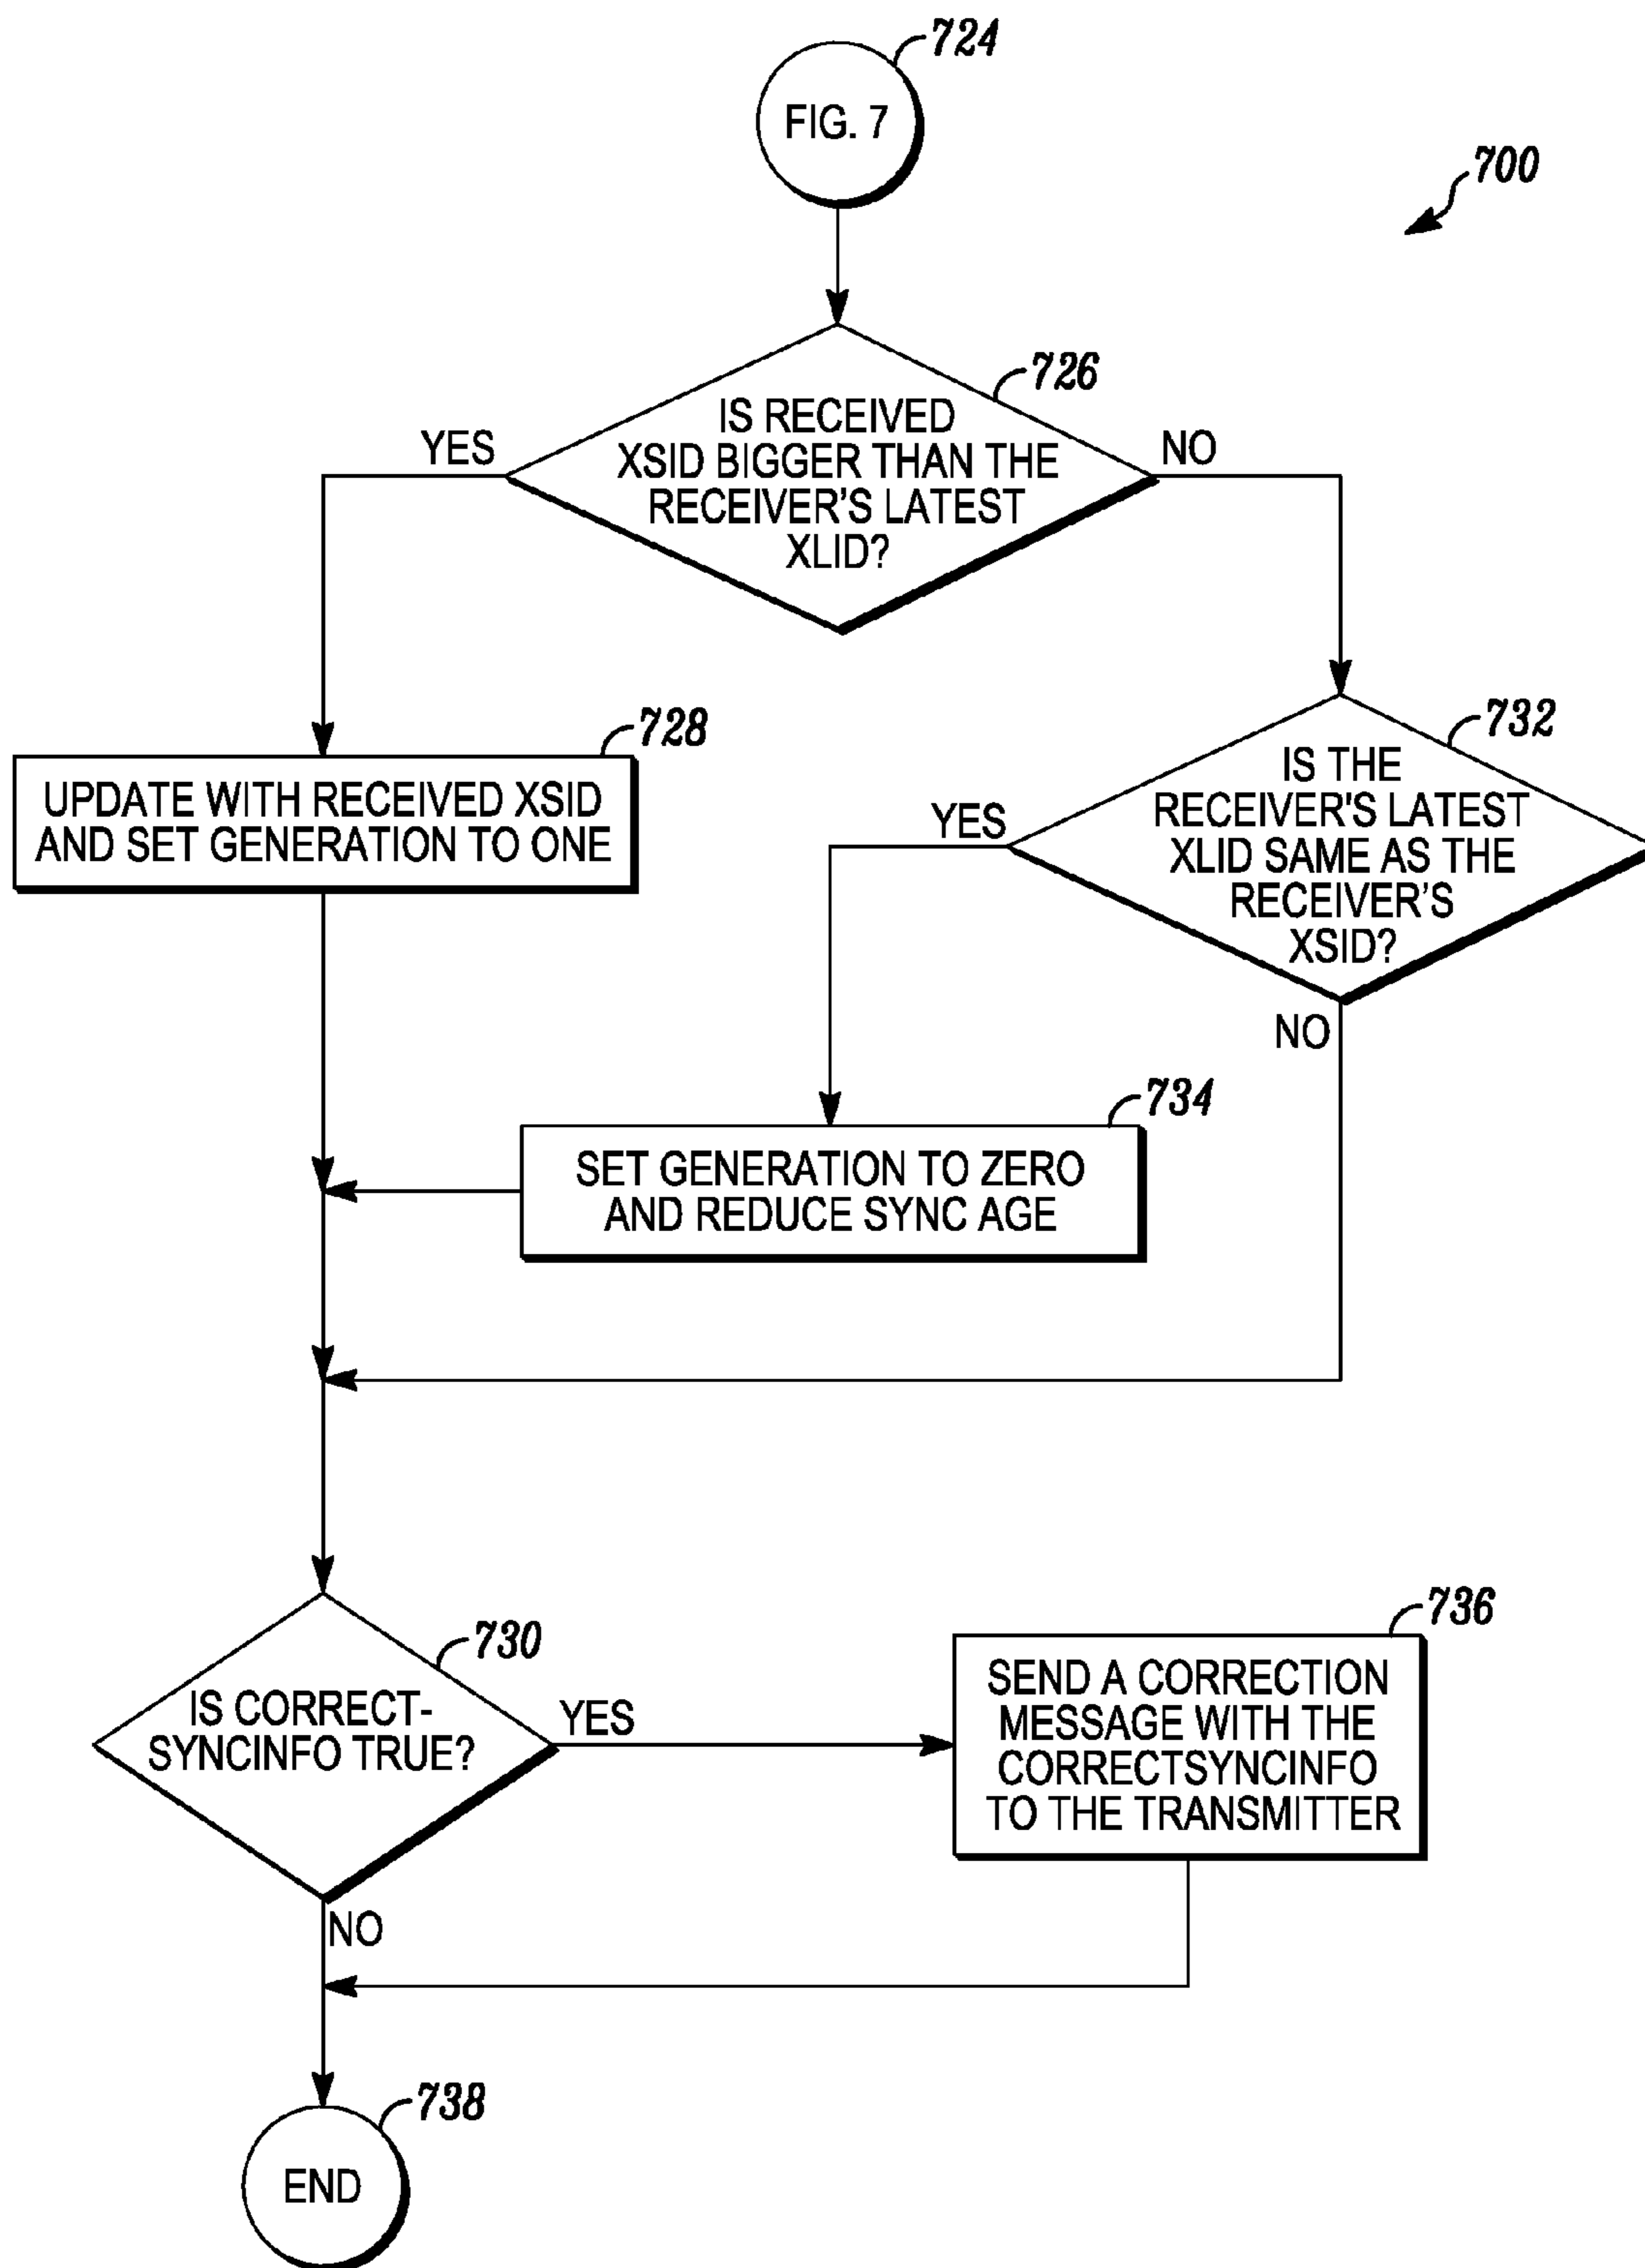 724
FIG. 7
700
726
IS RECEIVED
XSID BIGGER THAN THE
RECEIVER'S LATEST
XLID?
YES
NO
728
UPDATE WITH RECEIVED XSID
AND SET GENERATION TO ONE
732
IS THE
RECEIVER'S LATEST
XLID SAME AS THE
RECEIVER'S
XSID?
YES
NO
734
SET GENERATION TO ZERO
AND REDUCE SYNC AGE
730
IS CORRECT-
SYNCINFO TRUE?
YES
NO
736
SEND A CORRECTION
MESSAGE WITH THE
CORRECTSYNCINFO
TO THE TRANSMITTER
738
END